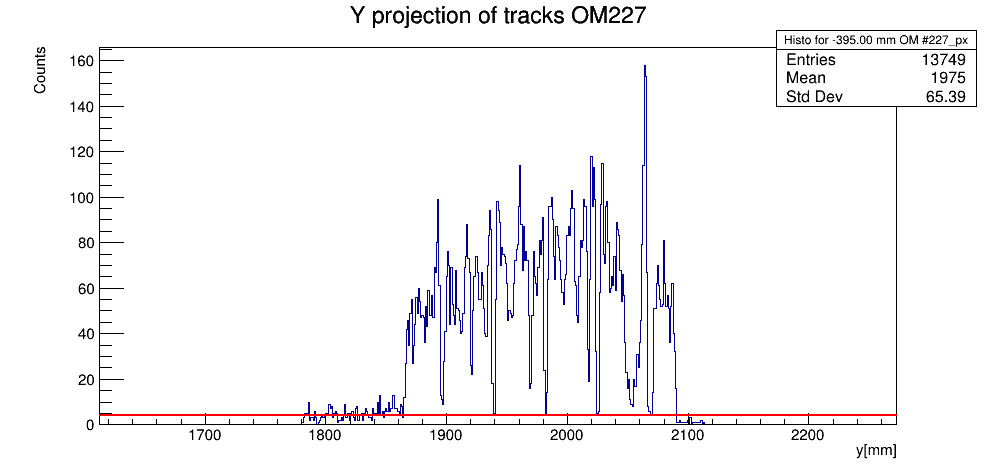 Y projection of tracks OM227
Histo for -395.00 mm OM #227_px
Entries 13749
Mean 1975
Std Dev 65.39
Counts
160
140
120
100
80
60
40
20
0
1700 1800 1900 2000 2100 2200
y[mm]